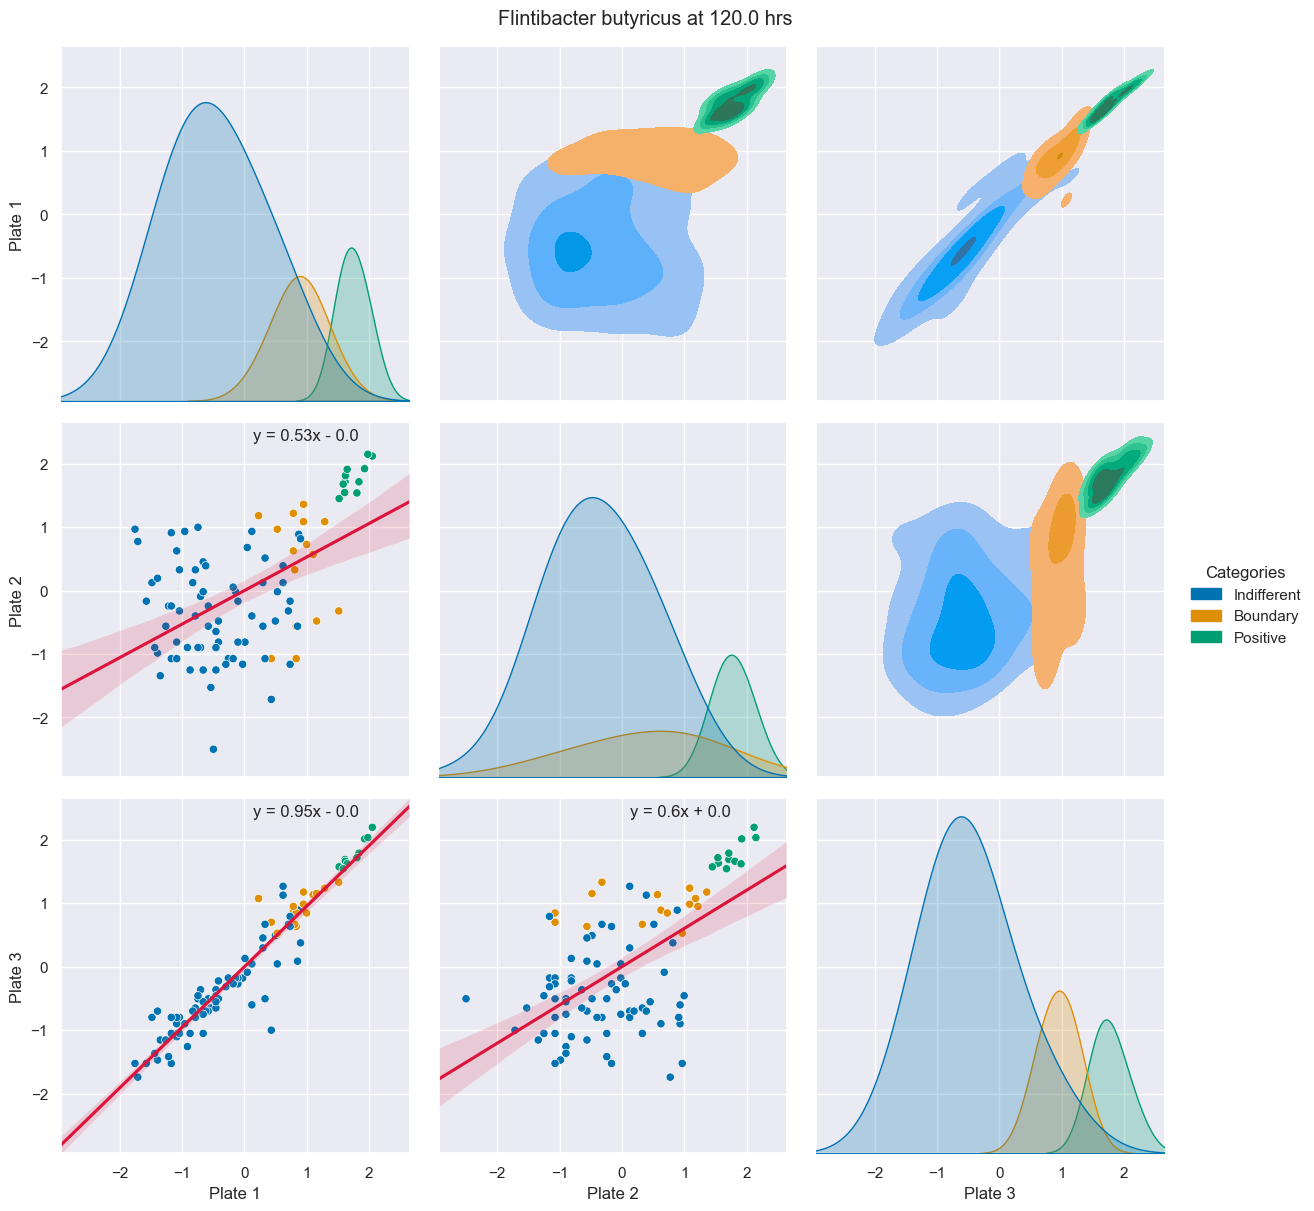 Flintibacter butyricus at 120.0 hrs
2
1
0
−1
−2
Plate 1
y = 0.53x - 0.0
2
1
0
−1
−2
Plate 2
Categories
Indifferent
Boundary
Positive
y = 0.95x - 0.0
y = 0.6x + 0.0
2
1
0
−1
−2
Plate 3
−2 −1 0 1 2
−2 −1 0 1 2
−2 −1 0 1 2
Plate 1
Plate 2
Plate 3